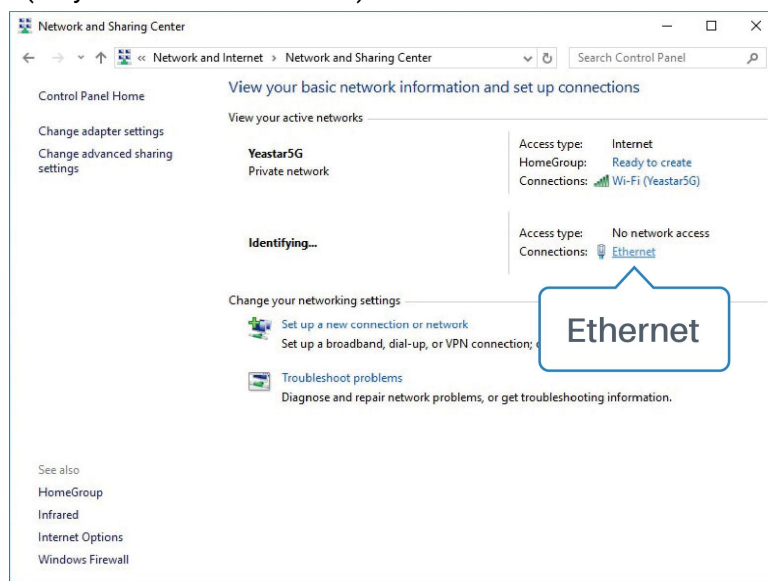 Network and Sharing Center
« Network and Internet › Network and Sharing Center
Search Control Panel
Control Panel Home
Change adapter settings
Change advanced sharing
settings
View your basic network information and set up connections
View your active networks
Yeastar5G
Private network
Access type: Internet
HomeGroup: Ready to create
Connections: Wi-Fi (Yeastar5G)
Identifying...
Access type: No network access
Connections: Ethernet
Ethernet
Change your networking settings
Set up a new connection or network
Set up a broadband, dial-up, or VPN connection;
Troubleshoot problems
Diagnose and repair network problems, or get troubleshooting information.
See also
HomeGroup
Infrared
Internet Options
Windows Firewall